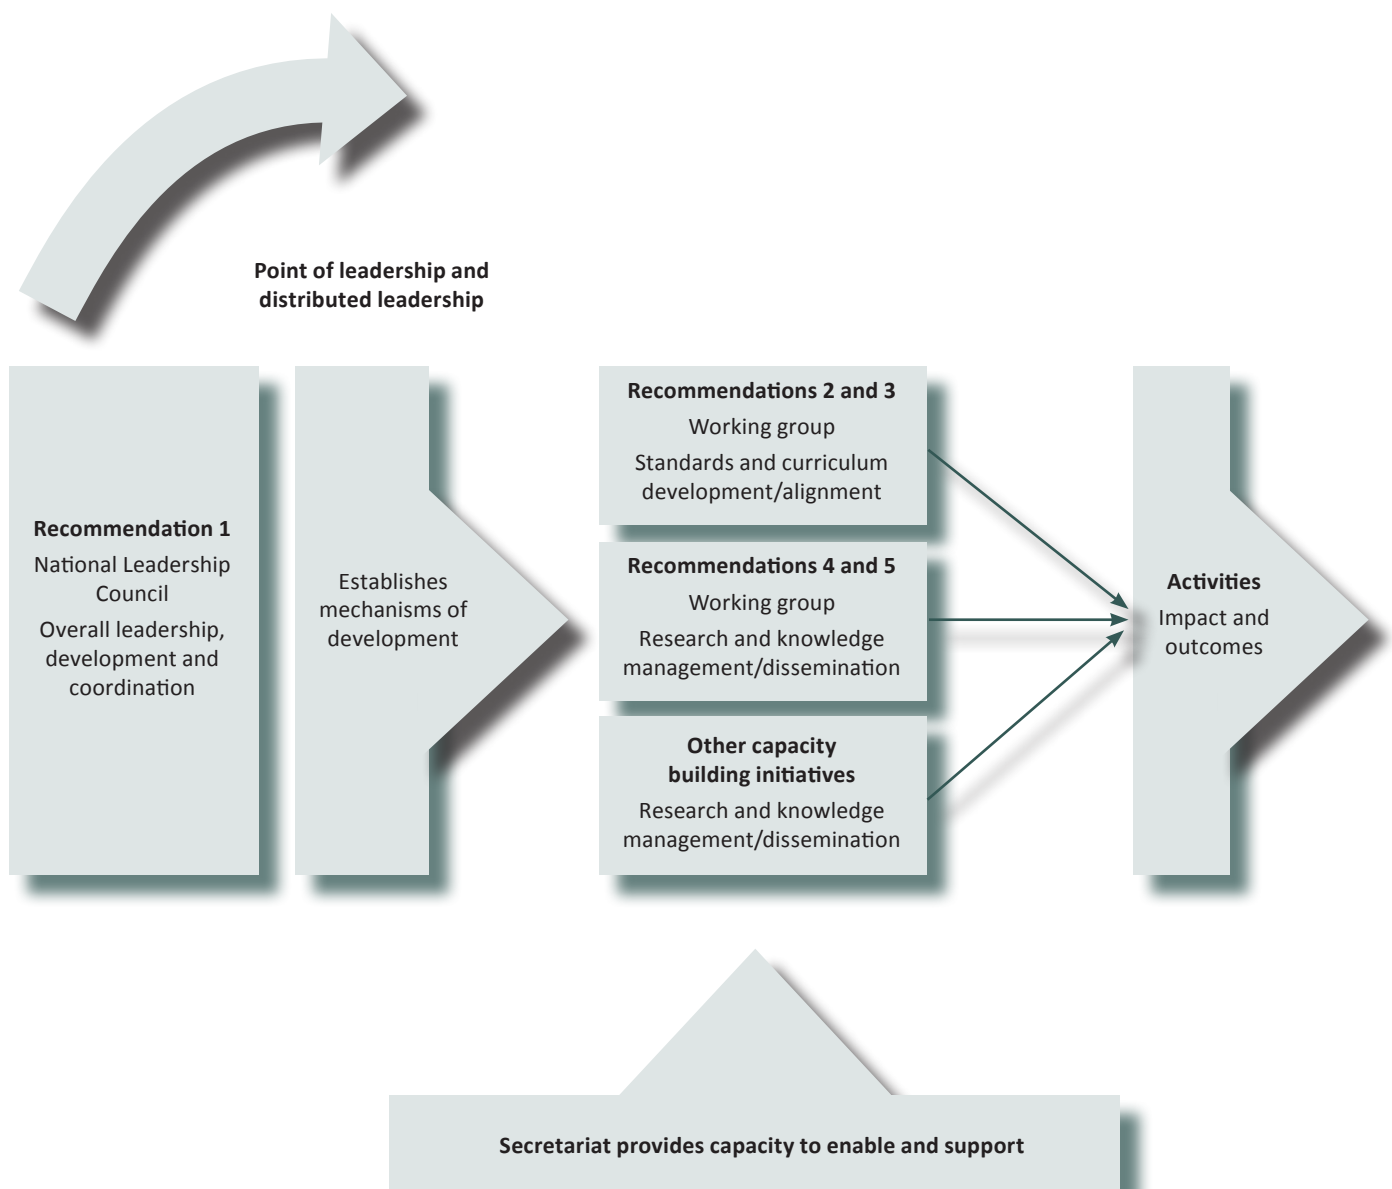 Point of leadership and
distributed leadership
Recommendation 1
National Leadership
Council
Overall leadership,
development and
coordination
Establishes
mechanisms of
development
Recommendations 2 and 3
Working group
Standards and curriculum
development/alignment
Recommendations 4 and 5
Working group
Research and knowledge
management/dissemination
Other capacity
building initiatives
Research and knowledge
management/dissemination
Activities
Impact and
outcomes
Secretariat provides capacity to enable and support